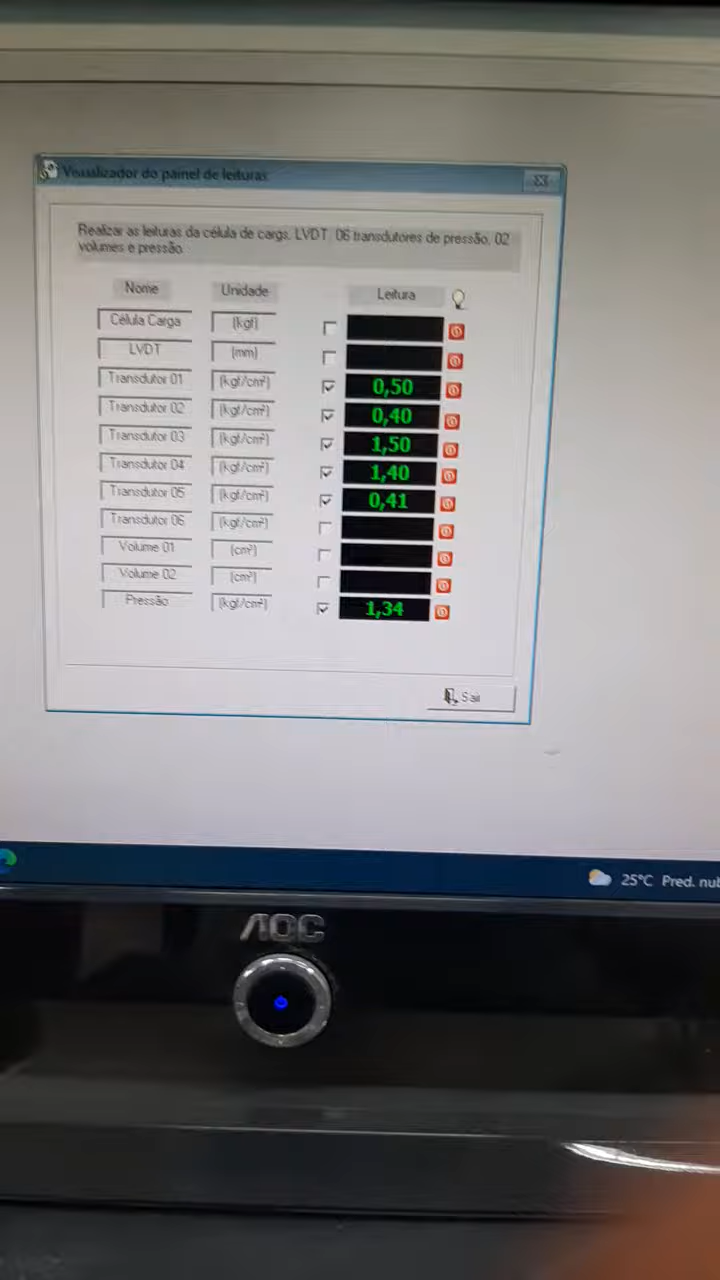 Visualizador do painel de leituras
Realizar as leituras da célula de carga, LVDT, 06 transdutores de pressão, 02
volumes e pressão.
Nome Unidade Leitura
Célula Carga (kgf)
LVDT (mm)
Transdutor 01 (kgf/cm²) 0,50
Transdutor 02 (kgf/cm²) 0,40
Transdutor 03 (kgf/cm²) 1,50
Transdutor 04 (kgf/cm²) 1,40
Transdutor 05 (kgf/cm²) 0,41
Transdutor 06 (kgf/cm²)
Volume 01 (cm³)
Volume 02 (cm³)
Pressão (kgf/cm²) 1,34
Sair
25°C Pred. nub
AOC